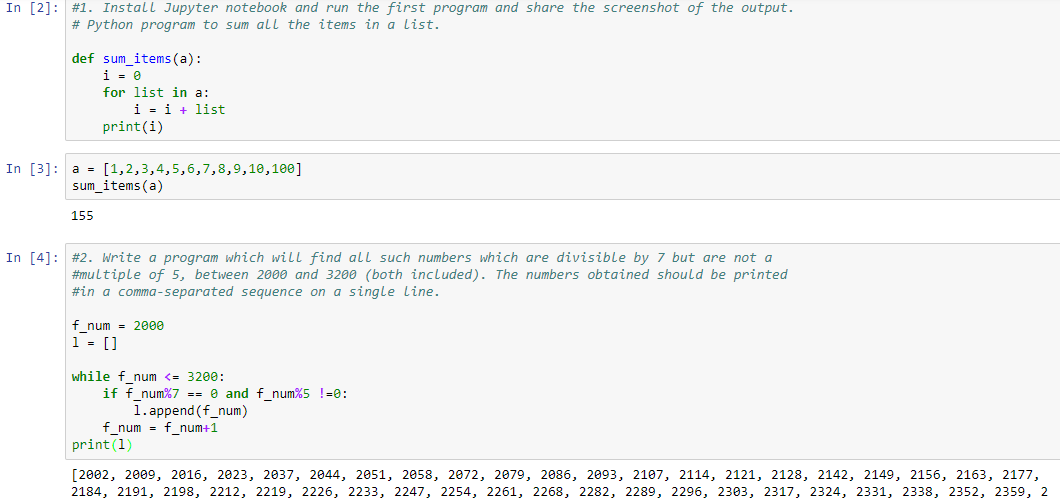 In [2]: #1. Install Jupyter notebook and run the first program and share the screenshot of the output.
# Python program to sum all the items in a list.
def sum_items(a):
    i = 0
    for list in a:
        i = i + list
    print(i)
In [3]: a = [1,2,3,4,5,6,7,8,9,10,100]
sum_items(a)
155
In [4]: #2. Write a program which will find all such numbers which are divisible by 7 but are not a
#multiple of 5, between 2000 and 3200 (both included). The numbers obtained should be printed
#in a comma-separated sequence on a single line.
f_num = 2000
l = []
while f_num <= 3200:
    if f_num%7 == 0 and f_num%5 !=0:
        l.append(f_num)
    f_num = f_num+1
print(l)
[2002, 2009, 2016, 2023, 2037, 2044, 2051, 2058, 2072, 2079, 2086, 2093, 2107, 2114, 2121, 2128, 2142, 2149, 2156, 2163, 2177,
2184, 2191, 2198, 2212, 2219, 2226, 2233, 2247, 2254, 2261, 2268, 2282, 2289, 2296, 2303, 2317, 2324, 2331, 2338, 2352, 2359, 2